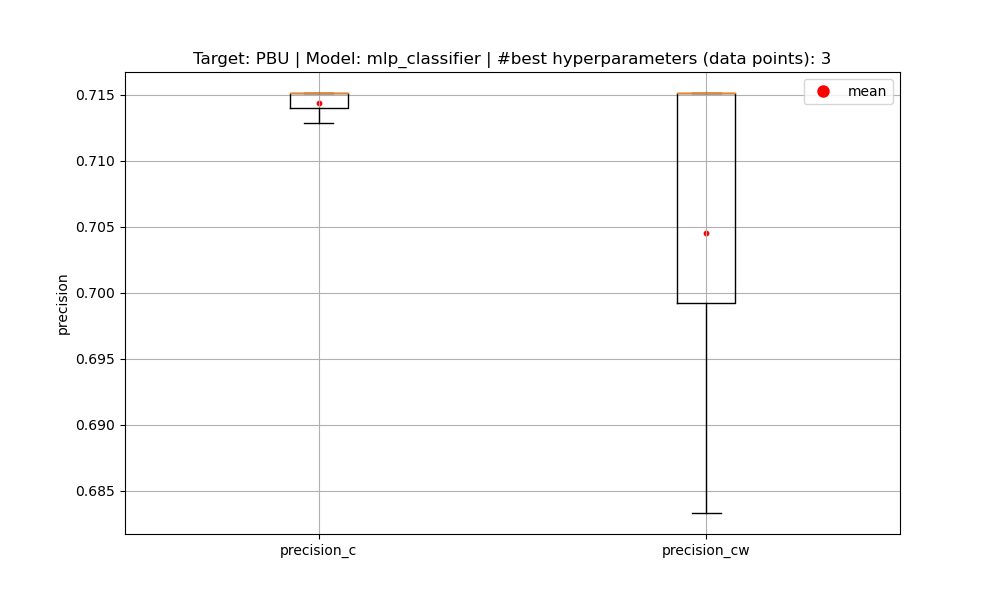 Target: PBU | Model: mlp_classifier | #best hyperparameters (data points): 3
mean
precision
0.715
0.710
0.705
0.700
0.695
0.690
0.685
precision_c
precision_cw